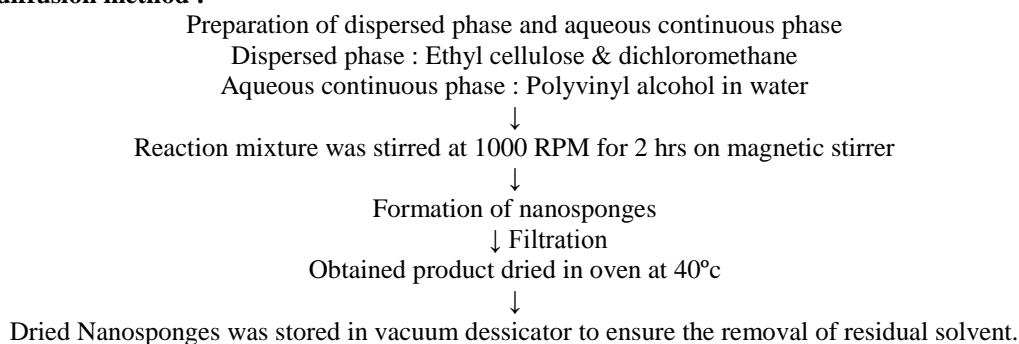 diffusion method :
Preparation of dispersed phase and aqueous continuous phase
Dispersed phase : Ethyl cellulose & dichloromethane
Aqueous continuous phase : Polyvinyl alcohol in water
↓
Reaction mixture was stirred at 1000 RPM for 2 hrs on magnetic stirrer
↓
Formation of nanosponges
↓ Filtration
Obtained product dried in oven at 40ºc
↓
Dried Nanosponges was stored in vacuum dessicator to ensure the removal of residual solvent.